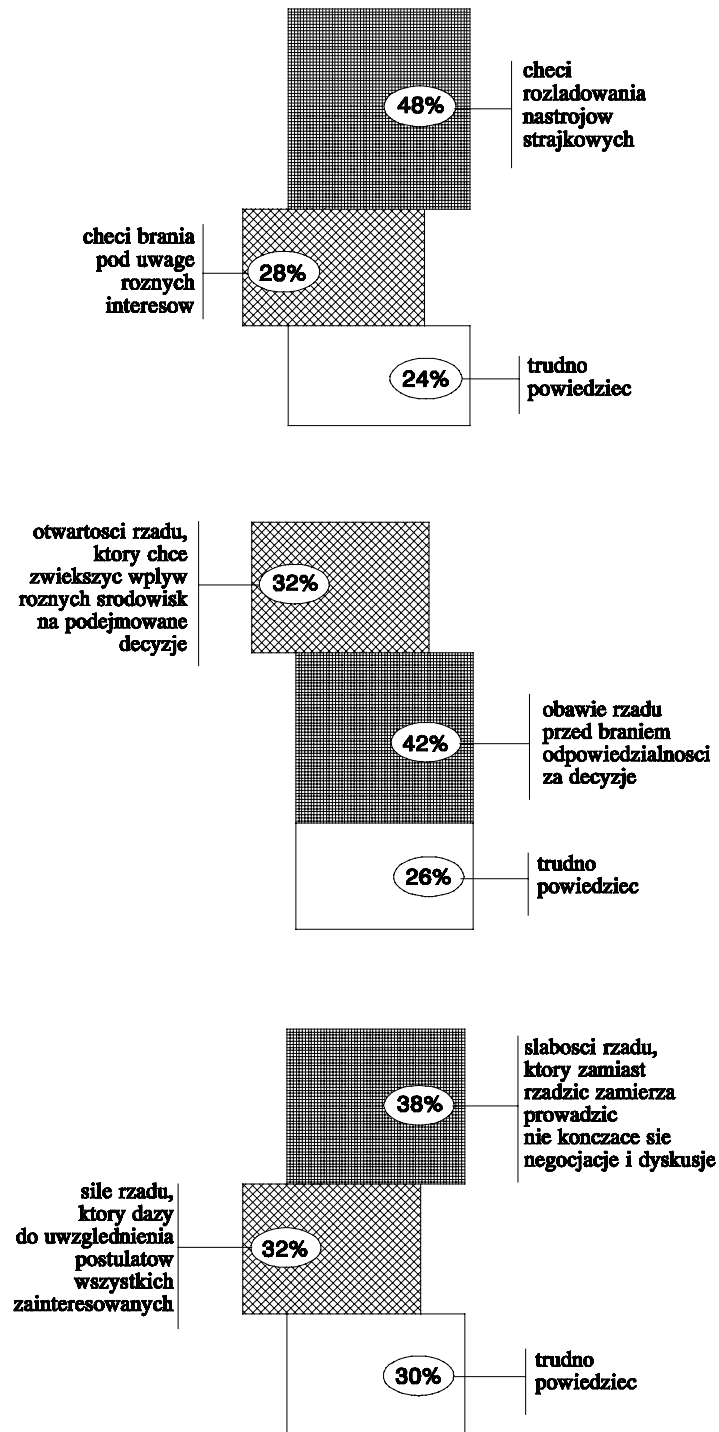 48%
checi
rozladowania
nastrojow
strajkowych
checi brania
pod uwage
roznych
interesow
28%
24%
trudno
powiedziec
otwartosci rzadu,
ktory chce
zwiekszyc wplyw
roznych srodowisk
na podejmowane
decyzje
32%
42%
obawie rzadu
przed braniem
odpowiedzialnosci
za decyzje
26%
trudno
powiedziec
38%
slabosci rzadu,
ktory zamiast
rzadzic zamierza
prowadzic
nie konczace sie
negocjacje i dyskusje
sile rzadu,
ktory dazy
do uwzglednienia
postulatow
wszystkich
zainteresowanych
32%
30%
trudno
powiedziec